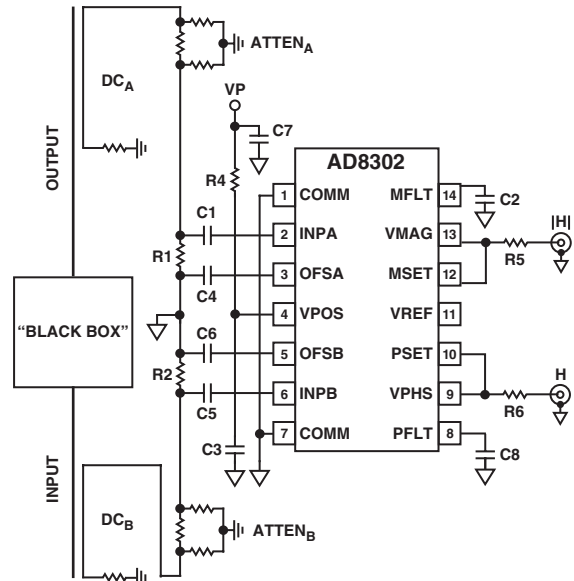 ATTENA
DCA
VP
C7
OUTPUT
R4
AD8302
1 COMM MFLT 14
C2
C1
2 INPA VMAG 13
|H|
R1
3 OFSA MSET 12
R5
C4
"BLACK BOX"
4 VPOS VREF 11
C6
5 OFSB PSET 10
H
R2
6 INPB VPHS 9
C5
R6
C3
7 COMM PFLT 8
C8
INPUT
DCB
ATTENB